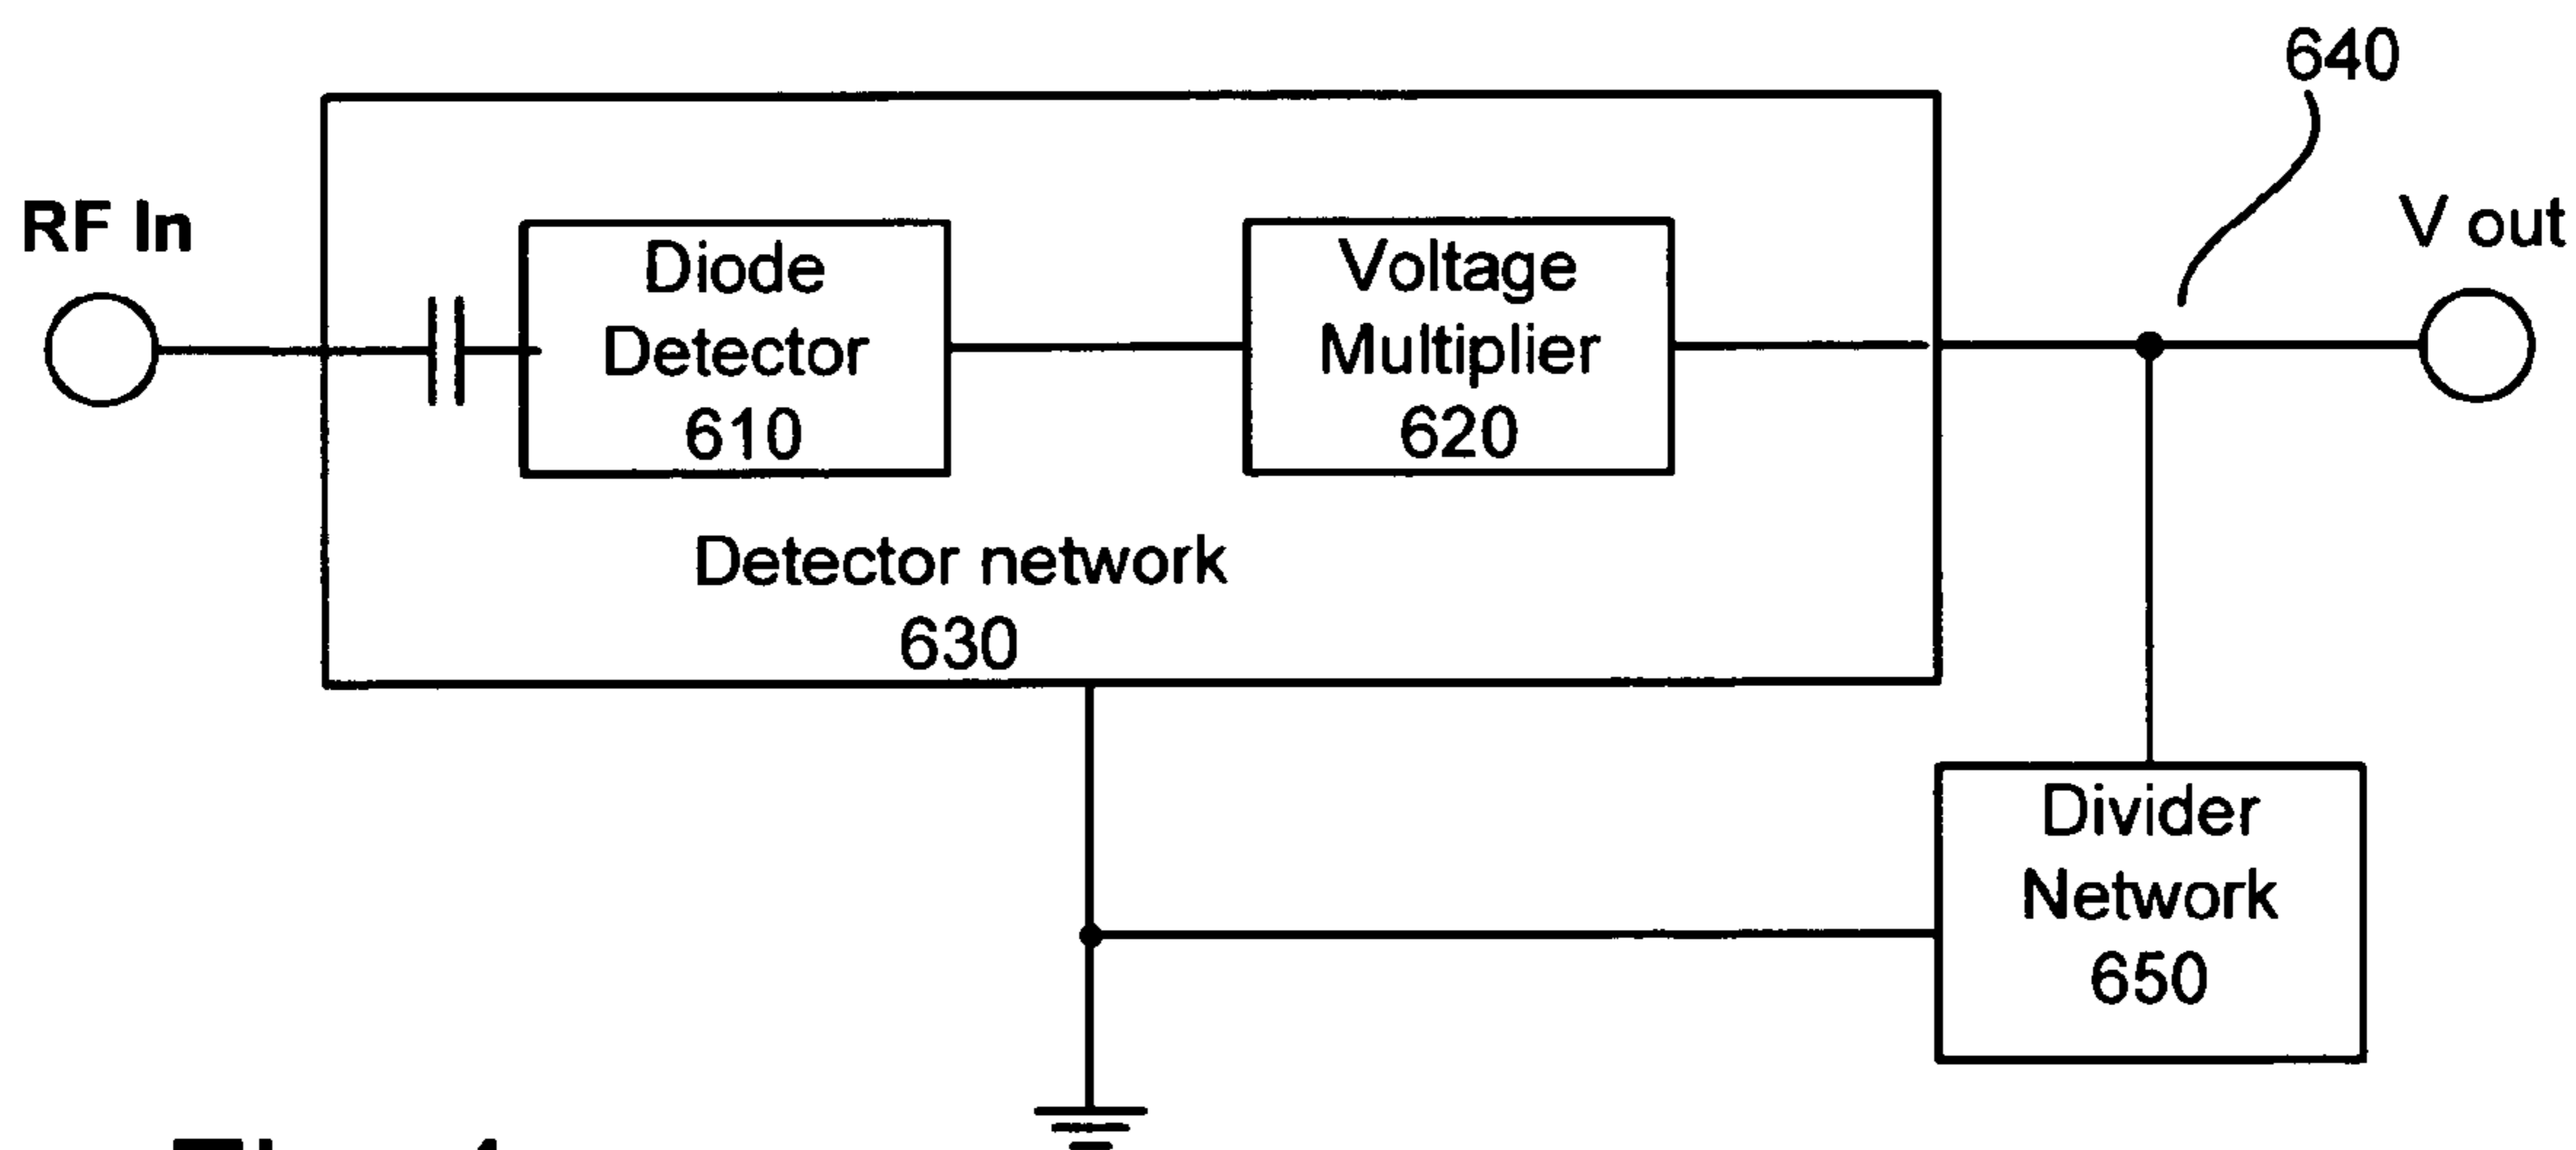 640
RF In
V out
Diode
Detector
610
Voltage
Multiplier
620
Detector network
630
Divider
Network
650